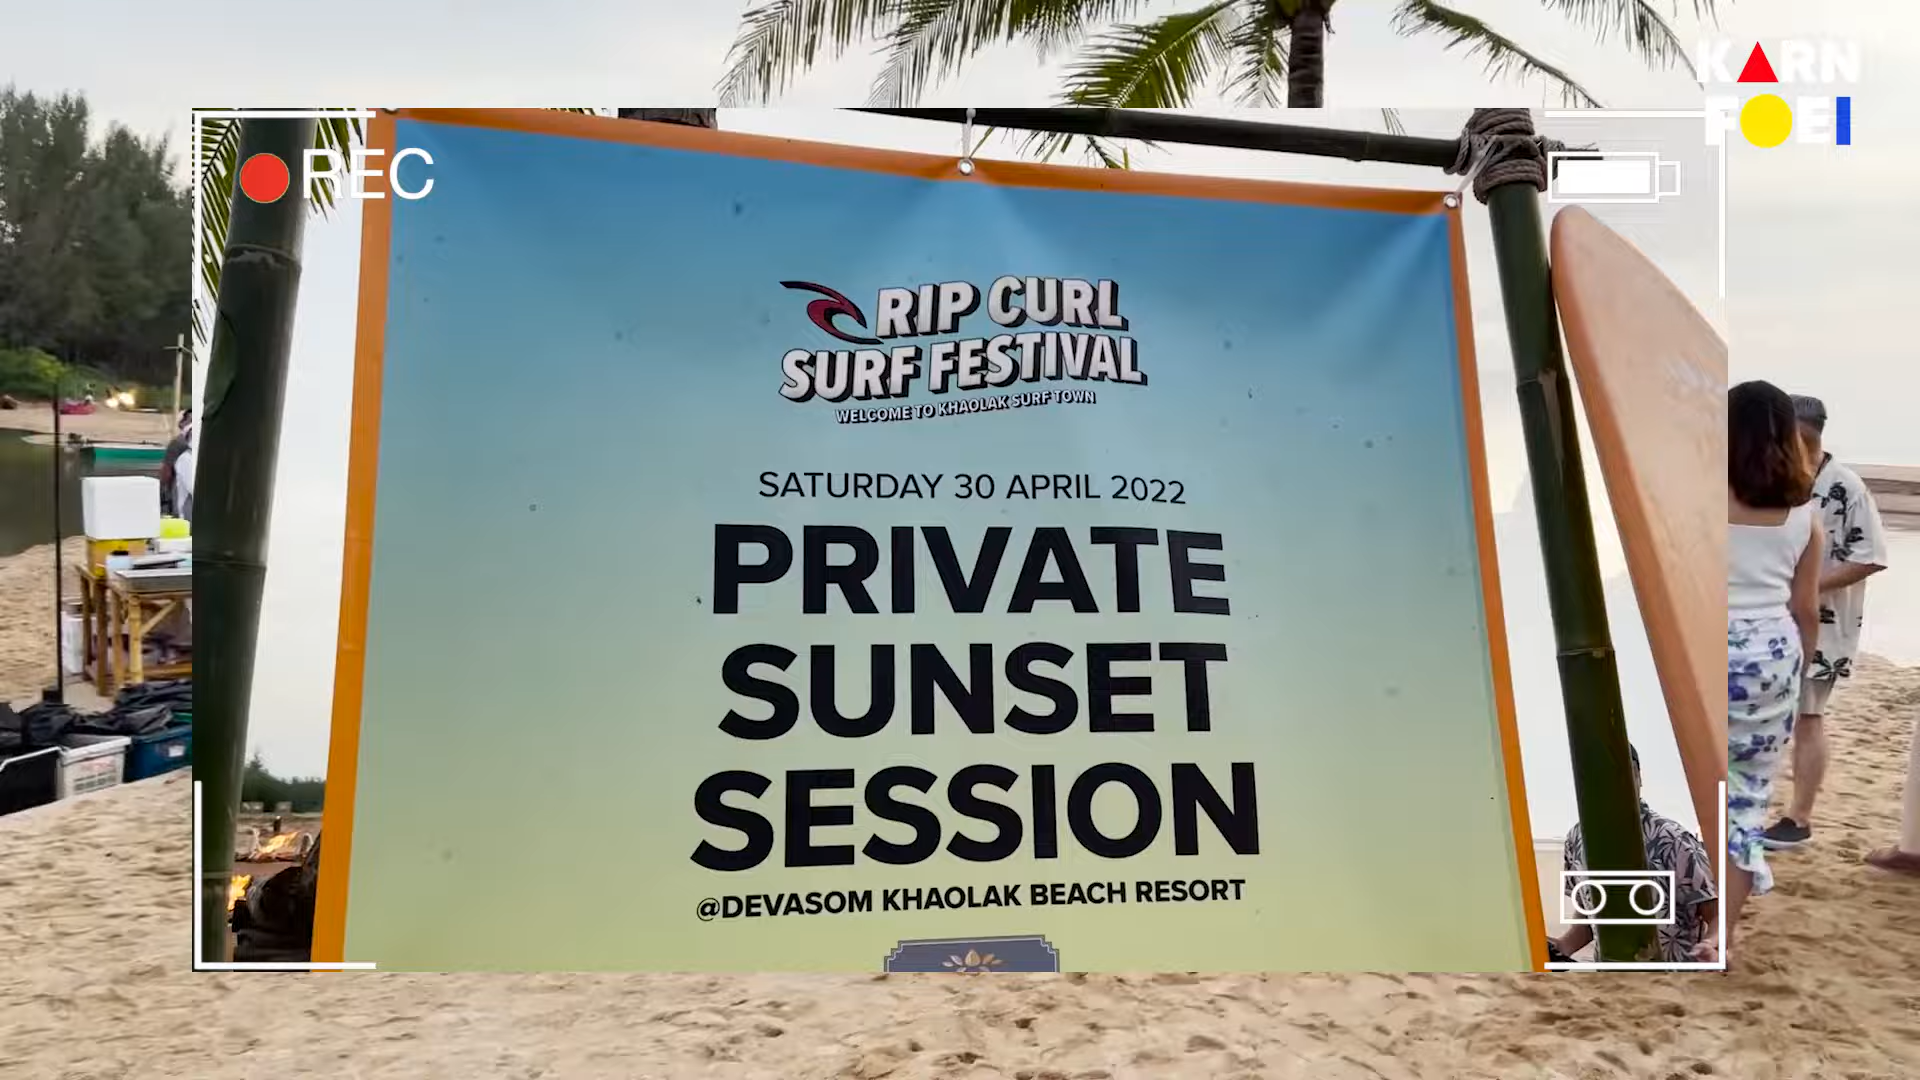 KARN
FOEI
REC
RIP CURL
SURF FESTIVAL
WELCOME TO KHAOLAK SURF TOWN
SATURDAY 30 APRIL 2022
PRIVATE
SUNSET
SESSION
@DEVASOM KHAOLAK BEACH RESORT